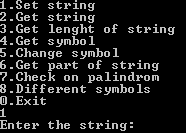 1.Set string
2.Get string
3.Get lenght of string
4.Get symbol
5.Change symbol
6.Get part of string
7.Check on palindrom
8.Different symbols
0.Exit
1
Enter the string: